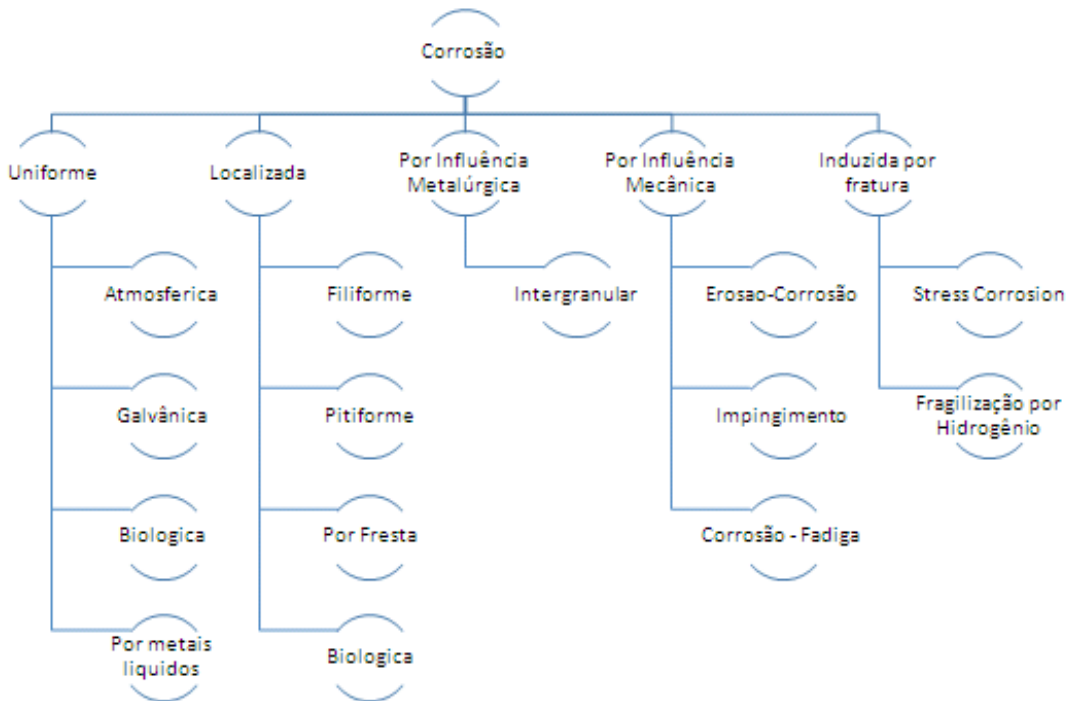 Corrosão
Uniforme
Localizada
Por Influência
Metalúrgica
Por Influência
Mecânica
Induzida por
fratura
Atmosferica
Filiforme
Intergranular
Erosao-Corrosão
Stress Corrosion
Galvânica
Pitiforme
Impingimento
Fragilização por
Hidrogênio
Biologica
Por Fresta
Corrosão - Fadiga
Por metais
liquidos
Biologica